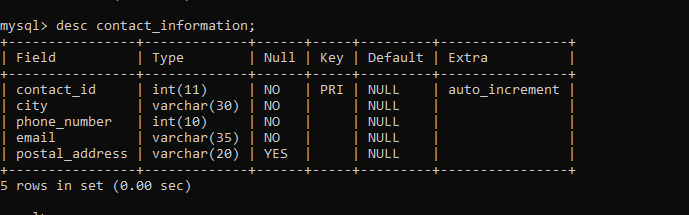 mysql> desc contact_information;
+----------------+-------------+------+-----+---------+----------------+
| Field          | Type        | Null | Key | Default | Extra          |
+----------------+-------------+------+-----+---------+----------------+
| contact_id     | int(11)     | NO   | PRI | NULL    | auto_increment |
| city           | varchar(30) | NO   |     | NULL    |                |
| phone_number   | int(10)     | NO   |     | NULL    |                |
| email          | varchar(35) | NO   |     | NULL    |                |
| postal_address | varchar(20) | YES  |     | NULL    |                |
+----------------+-------------+------+-----+---------+----------------+
5 rows in set (0.00 sec)